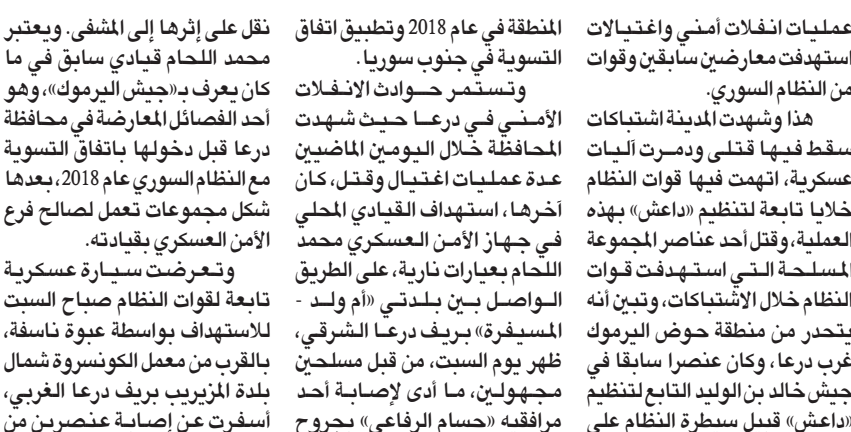 عمليات انفلات أمني واغتيالات
استهدفت معارضين سابقين وقوات
من النظام السوري.
هذا وشهدت المدينة اشتباكات
سقط فيها قتلى ودمرت آليات
عسكرية، اتهمت فيها قوات النظام
خلايا تابعة لتنظيم «داعش» بهذه
العملية، وقتل أحد عناصر المجموعة
المسلحة التي استهدفت قوات
النظام خلال الاشتباكات، وتبين أنه
يتحدر من منطقة حوض اليرموك
غرب درعا، وكان عنصرا سابقا في
جيش خالد بن الوليد التابع لتنظيم
«داعش» قبيل سيطرة النظام على
المنطقة في عام 2018 وتطبيق اتفاق
التسوية في جنوب سوريا.
وتستمر حوادث الانفلات
الأمني في درعا حيث شهدت
المحافظة خلال اليومين الماضيين
عدة عمليات اغتيال وقتل، كان
آخرها، استهداف القيادي المحلي
في جهاز الأمن العسكري محمد
اللحام بعيارات نارية، على الطريق
الواصل بين بلدتي «أم ولد -
المسيفرة» بريف درعا الشرقي،
ظهر يوم السبت، من قبل مسلحين
مجهولين، ما أدى لإصابة أحد
مرافقيه «حسام الرفاعي» بجروح
نقل على إثرها إلى المشفى. ويعتبر
محمد اللحام قيادي سابق في ما
كان يعرف بـ«جيش اليرموك»، وهو
أحد الفصائل المعارضة في محافظة
درعا قبل دخولها باتفاق التسوية
مع النظام السوري عام 2018، بعدها
شكل مجموعات تعمل لصالح فرع
الأمن العسكري بقيادته.
وتعرضت سيارة عسكرية
تابعة لقوات النظام صباح السبت
للاستهداف بواسطة عبوة ناسفة،
بالقرب من معمل الكونسروة شمال
بلدة المزيريب بريف درعا الغربي،
أسفرت عن إصابة عنصرين من